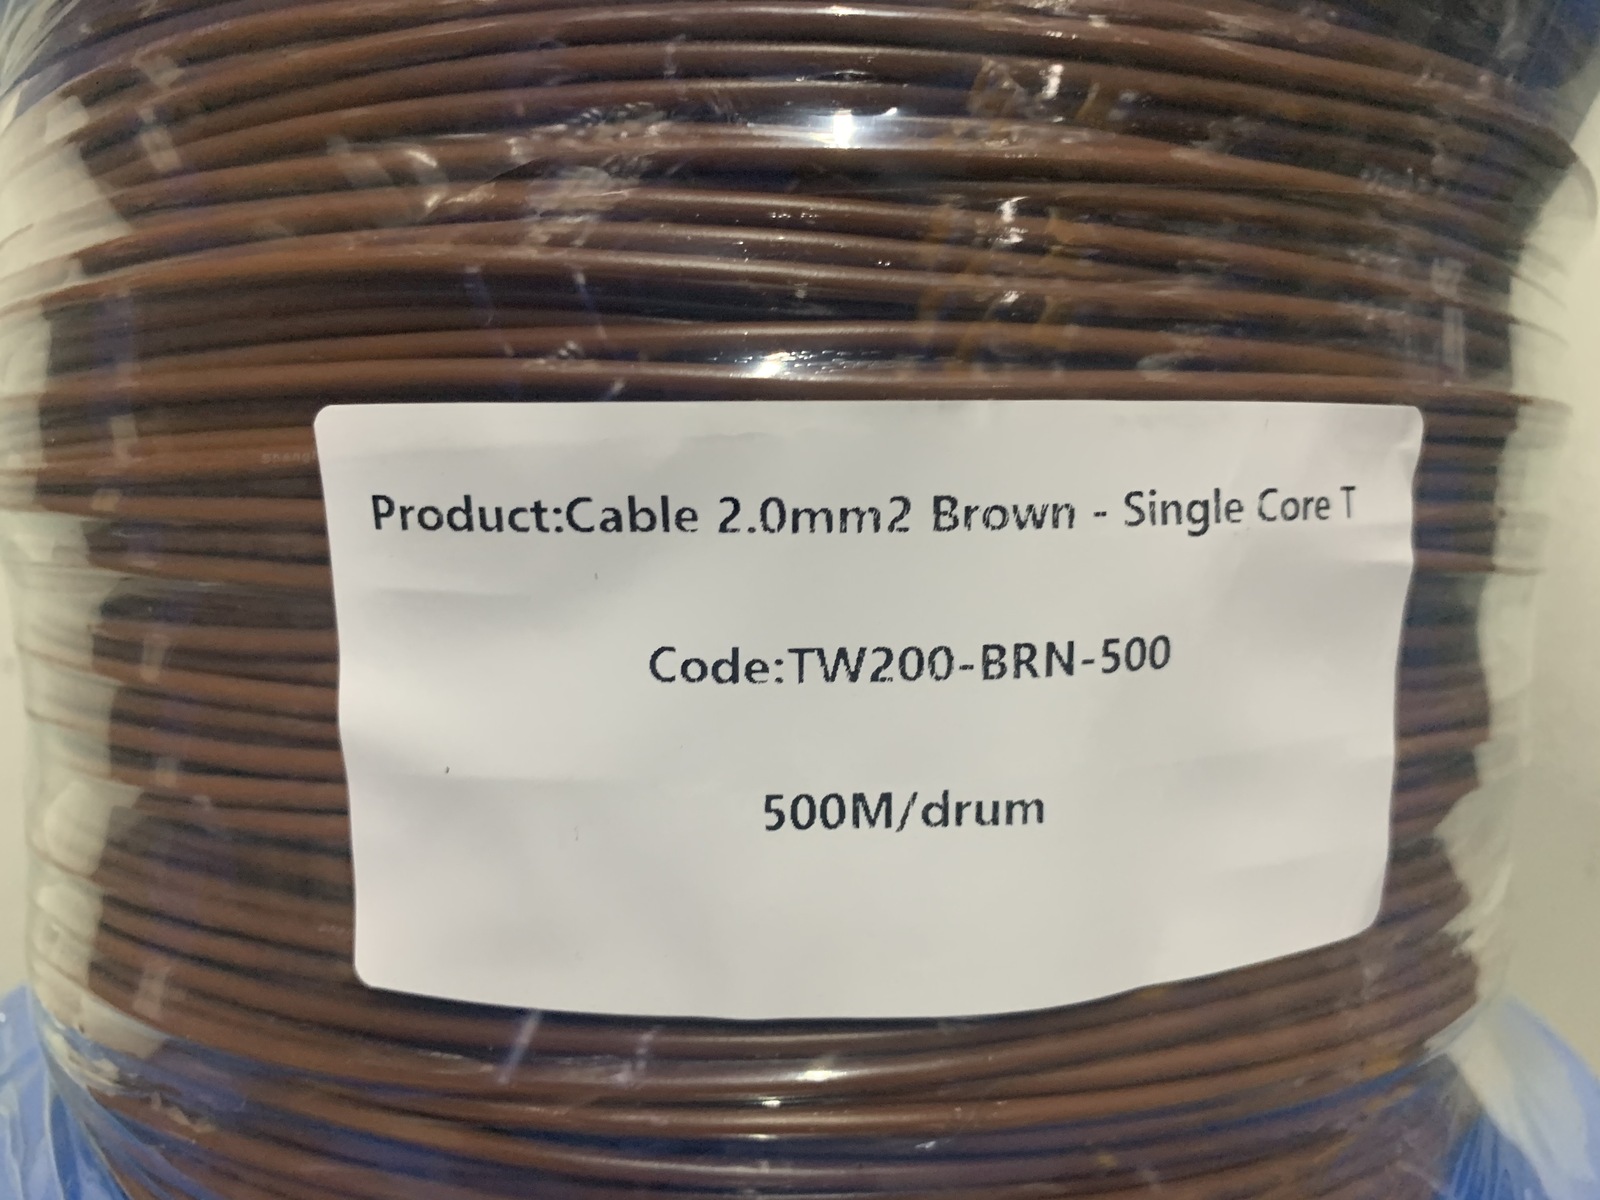 Product:Cable 2.0mm2 Brown - Single Core T
Code:TW200-BRN-500
500M/drum